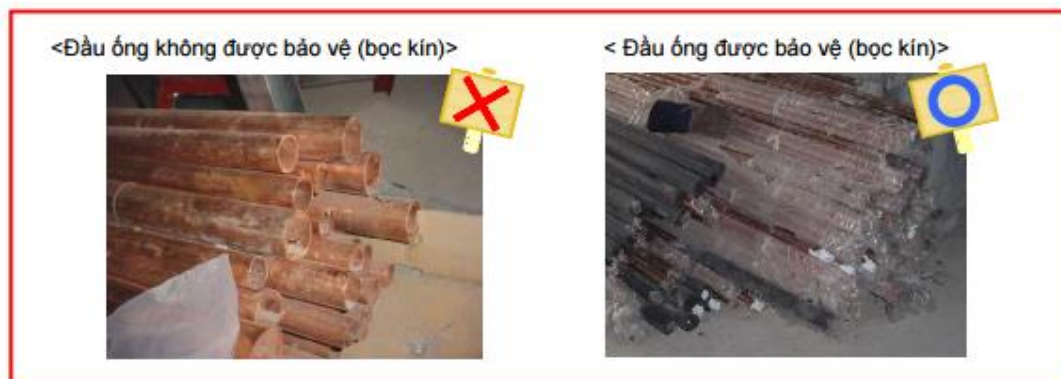 <Đầu ống không được bảo vệ (bọc kín)>
< Đầu ống được bảo vệ (bọc kín)>